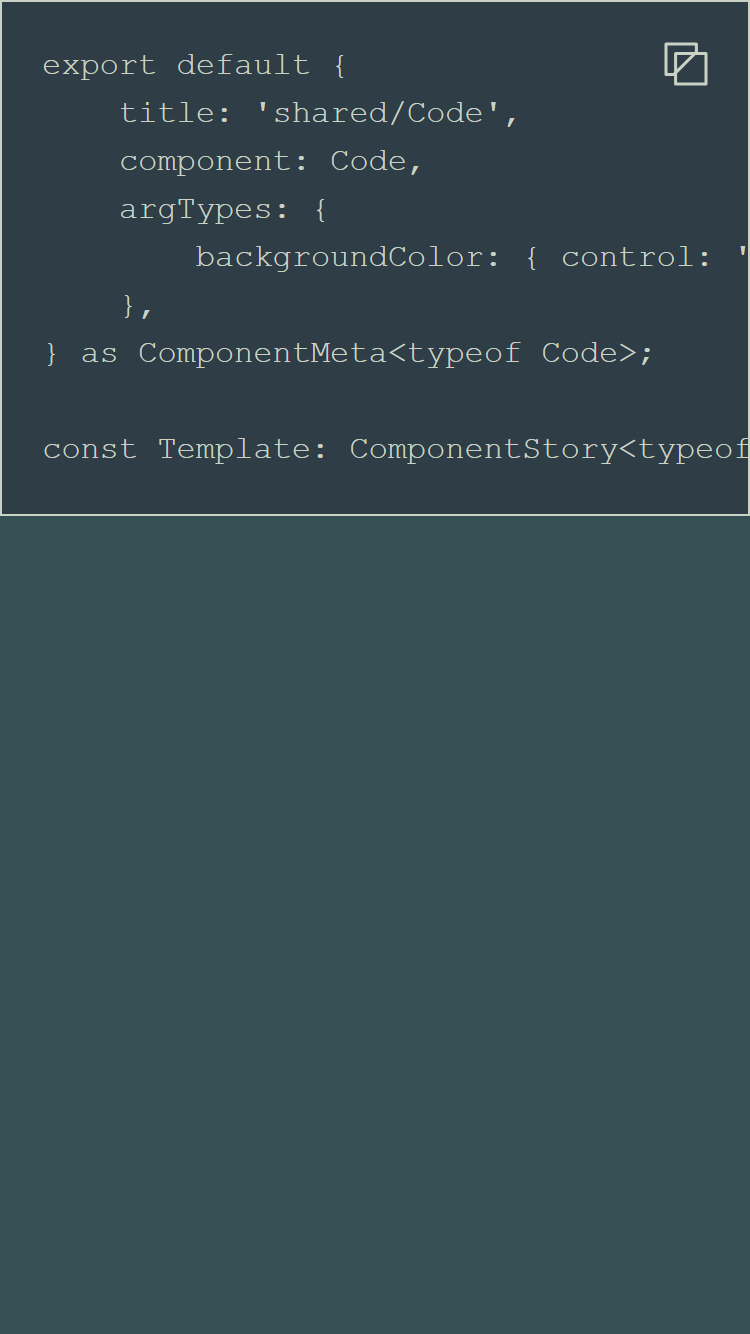 export default {
    title: 'shared/Code',
    component: Code,
    argTypes: {
        backgroundColor: { control: '
    },
} as ComponentMeta<typeof Code>;

const Template: ComponentStory<typeof